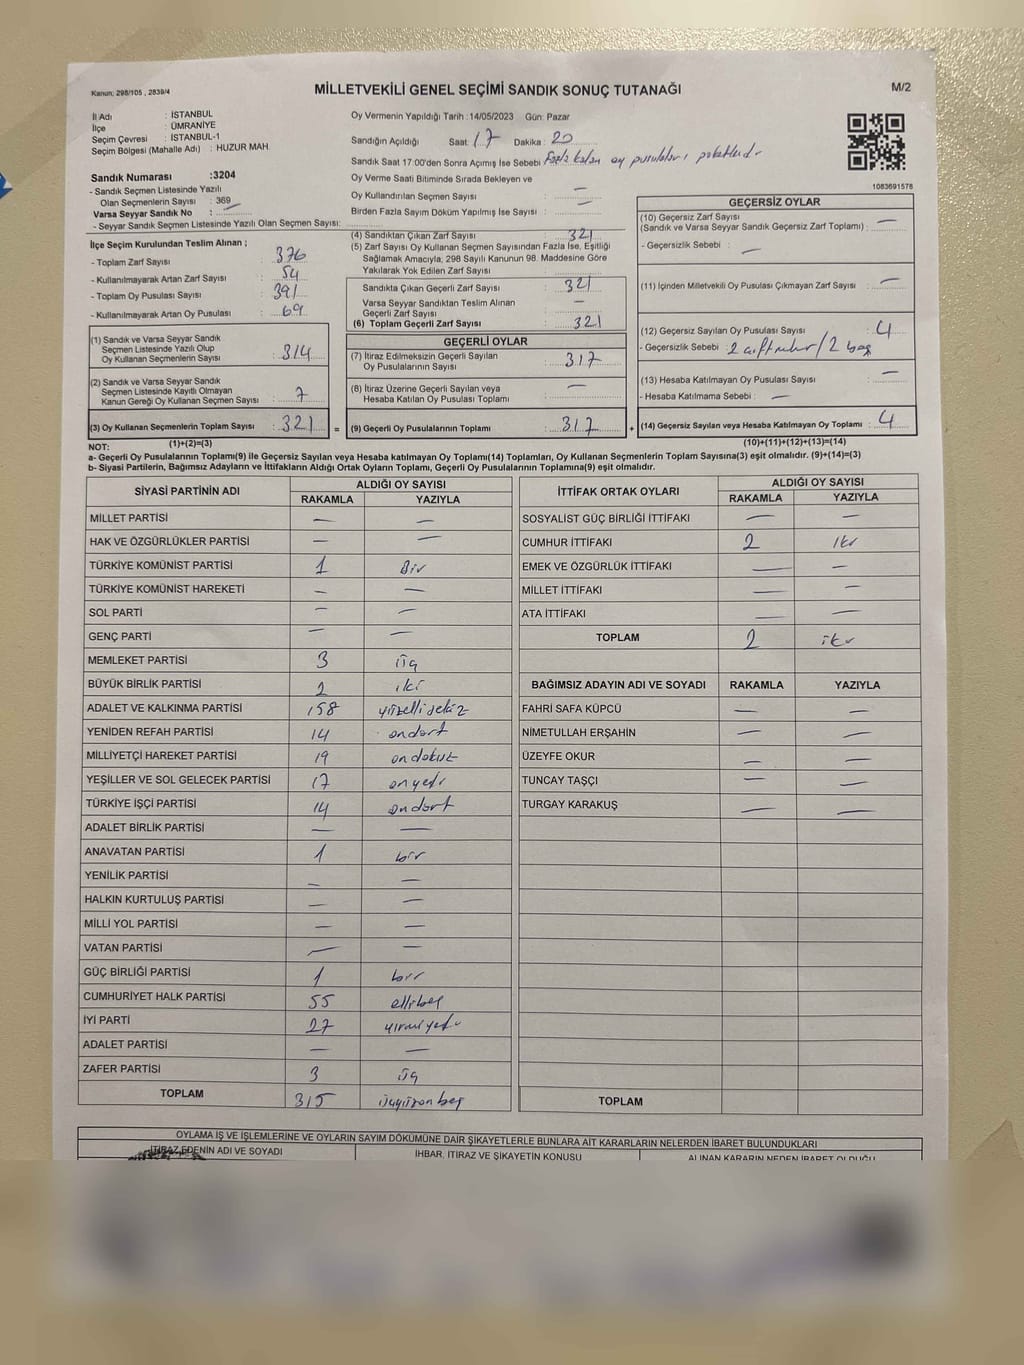 Kanun; 298/105 , 2839/4
MİLLETVEKİLİ GENEL SEÇİMİ SANDIK SONUÇ TUTANAĞI
M/2
İl Adı : İSTANBUL
İlçe : ÜMRANİYE
Seçim Çevresi : İSTANBUL-1
Seçim Bölgesi (Mahalle Adı) : HUZUR MAH.
Sandık Numarası :3204
- Sandık Seçmen Listesinde Yazılı
Olan Seçmenlerin Sayısı : 369
Varsa Seyyar Sandık No :
- Seyyar Sandık Seçmen Listesinde Yazılı Olan Seçmen Sayısı:
Oy Vermenin Yapıldığı Tarih : 14/05/2023 Gün: Pazar
Sandığın Açıldığı Saat: 17 Dakika: 20
Sandık Saat 17:00'den Sonra Açımış İse Sebebi : Fazla kalan oy pusulaları paketlendi.
Oy Verme Saati Bitiminde Sırada Bekleyen ve
Oy Kullandırılan Seçmen Sayısı : —
Birden Fazla Sayım Döküm Yapılmış İse Sayısı : —
1083691578
İlçe Seçim Kurulundan Teslim Alınan ;
- Toplam Zarf Sayısı : 376
- Kullanılmayarak Artan Zarf Sayısı : 54
- Toplam Oy Pusulası Sayısı : 391
- Kullanılmayarak Artan Oy Pusulası : 69
(1) Sandık ve Varsa Seyyar Sandık
Seçmen Listesinde Yazılı Olup
Oy Kullanan Seçmenlerin Sayısı : 314
(2) Sandık ve Varsa Seyyar Sandık
Seçmen Listesinde Kayıtlı Olmayan
Kanun Gereği Oy Kullanan Seçmen Sayısı : 7
(3) Oy Kullanan Seçmenlerin Toplam Sayısı : 321 =
(4) Sandıktan Çıkan Zarf Sayısı : 321
(5) Zarf Sayısı Oy Kullanan Seçmen Sayısından Fazla İse, Eşitliği
Sağlamak Amacıyla, 298 Sayılı Kanunun 98. Maddesine Göre
Yakılarak Yok Edilen Zarf Sayısı :
Sandıkta Çıkan Geçerli Zarf Sayısı : 321
Varsa Seyyar Sandıktan Teslim Alınan
Geçerli Zarf Sayısı : —
(6) Toplam Geçerli Zarf Sayısı : 321
GEÇERLİ OYLAR
(7) İtiraz Edilmeksizin Geçerli Sayılan
Oy Pusulalarının Sayısı : 317
(8) İtiraz Üzerine Geçerli Sayılan veya
Hesaba Katılan Oy Pusulası Toplamı : —
(9) Geçerli Oy Pusulalarının Toplamı : 317 +
GEÇERSİZ OYLAR
(10) Geçersiz Zarf Sayısı
(Sandık ve Varsa Seyyar Sandık Geçersiz Zarf Toplamı) : —
- Geçersizlik Sebebi : —
(11) İçinden Milletvekili Oy Pusulası Çıkmayan Zarf Sayısı : —
(12) Geçersiz Sayılan Oy Pusulası Sayısı : 4
- Geçersizlik Sebebi : 2 çift mühür / 2 boş
(13) Hesaba Katılmayan Oy Pusulası Sayısı : —
- Hesaba Katılmama Sebebi : —
(14) Geçersiz Sayılan veya Hesaba Katılmayan Oy Toplamı : 4
NOT: (1)+(2)=(3) (10)+(11)+(12)+(13)=(14)
a- Geçerli Oy Pusulalarının Toplamı(9) ile Geçersiz Sayılan veya Hesaba katılmayan Oy Toplamı(14) Toplamları, Oy Kullanan Seçmenlerin Toplam Sayısına(3) eşit olmalıdır. (9)+(14)=(3)
b- Siyasi Partilerin, Bağımsız Adayların ve İttifakların Aldığı Ortak Oyların Toplamı, Geçerli Oy Pusulalarının Toplamına(9) eşit olmalıdır.
SİYASİ PARTİNİN ADI ALDIĞI OY SAYISI
RAKAMLA YAZIYLA
MİLLET PARTİSİ — —
HAK VE ÖZGÜRLÜKLER PARTİSİ — —
TÜRKİYE KOMÜNİST PARTİSİ 1 Bir
TÜRKİYE KOMÜNİST HAREKETİ — —
SOL PARTİ — —
GENÇ PARTİ — —
MEMLEKET PARTİSİ 3 üç
BÜYÜK BİRLİK PARTİSİ 2 iki
ADALET VE KALKINMA PARTİSİ 158 yüzellisekiz
YENİDEN REFAH PARTİSİ 14 ondört
MİLLİYETÇİ HAREKET PARTİSİ 19 ondokuz
YEŞİLLER VE SOL GELECEK PARTİSİ 17 onyedi
TÜRKİYE İŞÇİ PARTİSİ 14 ondört
ADALET BİRLİK PARTİSİ — —
ANAVATAN PARTİSİ 1 bir
YENİLİK PARTİSİ — —
HALKIN KURTULUŞ PARTİSİ — —
MİLLİ YOL PARTİSİ — —
VATAN PARTİSİ — —
GÜÇ BİRLİĞİ PARTİSİ 1 bir
CUMHURİYET HALK PARTİSİ 55 ellibeş
İYİ PARTİ 27 yirmiyedi
ADALET PARTİSİ — —
ZAFER PARTİSİ 3 üç
TOPLAM 315 üçyüzonbeş
İTTİFAK ORTAK OYLARI ALDIĞI OY SAYISI
RAKAMLA YAZIYLA
SOSYALİST GÜÇ BİRLİĞİ İTTİFAKI — —
CUMHUR İTTİFAKI 2 iki
EMEK VE ÖZGÜRLÜK İTTİFAKI — —
MİLLET İTTİFAKI — —
ATA İTTİFAKI — —
TOPLAM 2 iki
BAĞIMSIZ ADAYIN ADI VE SOYADI RAKAMLA YAZIYLA
FAHRİ SAFA KÜPCÜ — —
NİMETULLAH ERŞAHİN — —
ÜZEYFE OKUR — —
TUNCAY TAŞÇI — —
TURGAY KARAKUŞ — —
TOPLAM
OYLAMA İŞ VE İŞLEMLERİNE VE OYLARIN SAYIM DÖKÜMÜNE DAİR ŞİKAYETLERLE BUNLARA AİT KARARLARIN NELERDEN İBARET BULUNDUKLARI
İTİRAZ EDENİN ADI VE SOYADI İHBAR, İTİRAZ VE ŞİKAYETİN KONUSU ALINAN KARARIN NEDEN İBARET OLDUĞU